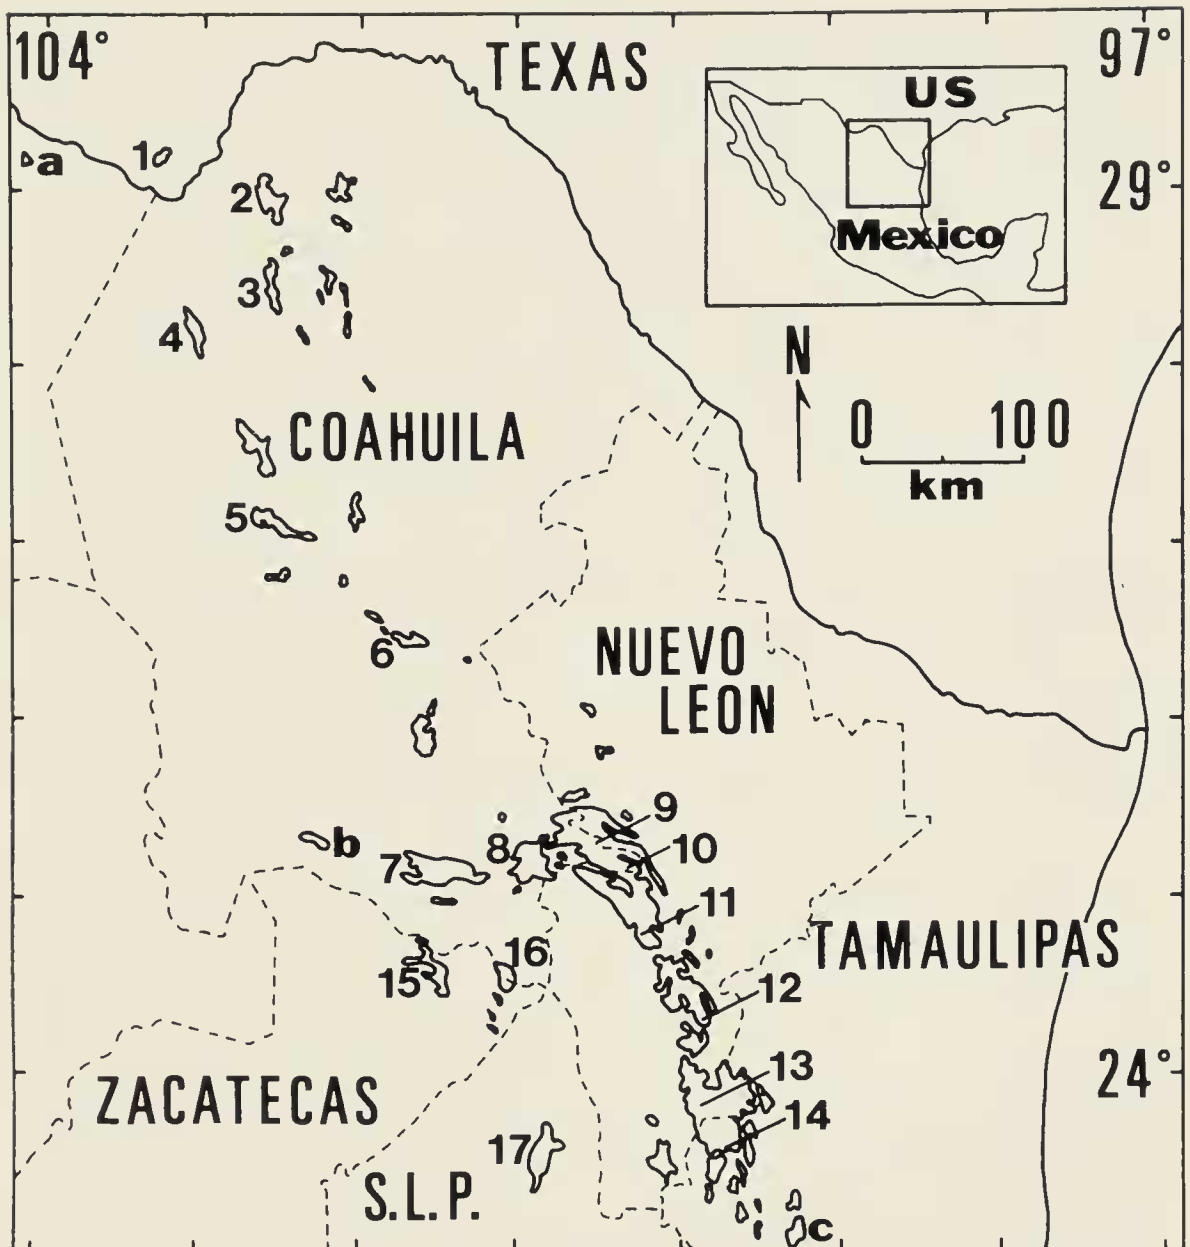 104°
TEXAS
97°
US
Mexico
a
1
29°
2
3
4
N
0 100
km
COAHUILA
5
6
NUEVO
LEON
b
7
8
9
10
11
TAMAULIPAS
12
15
16
24°
13
14
ZACATECAS
17
S.L.P.
c